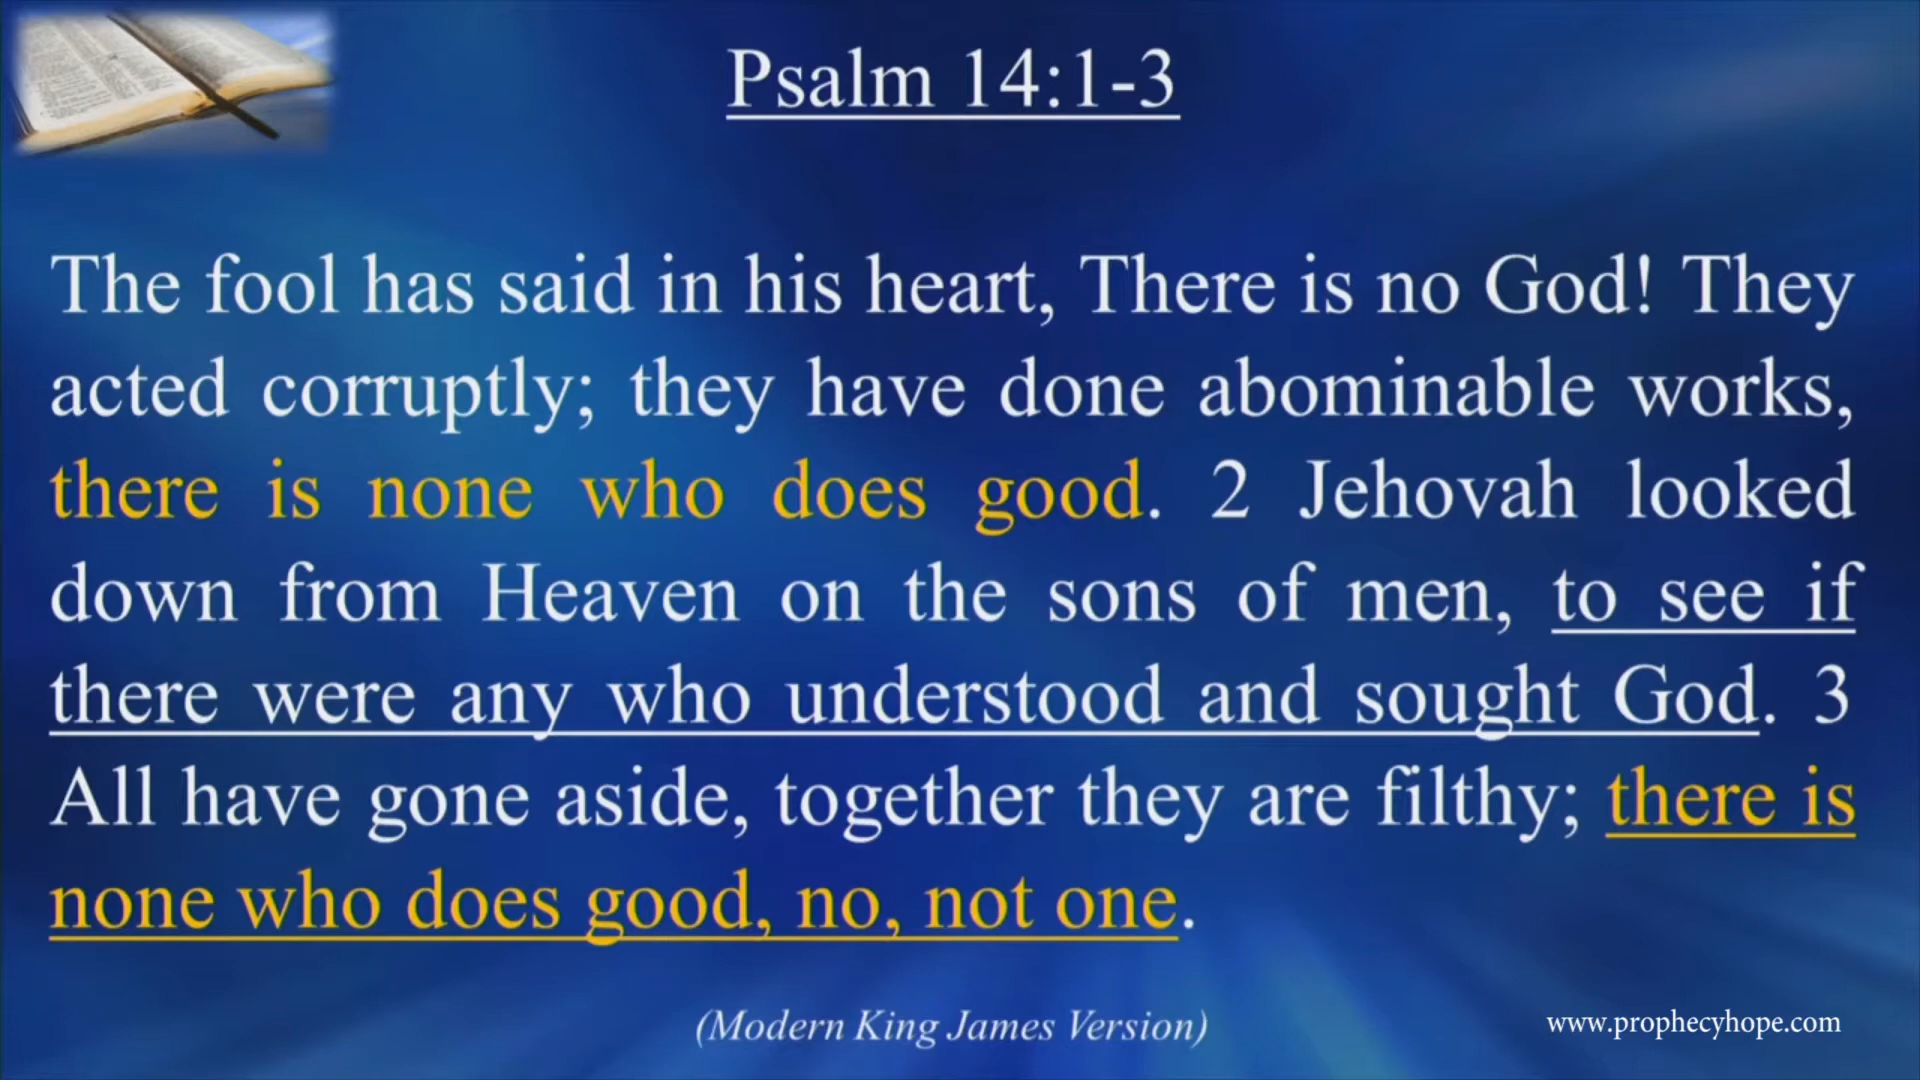 Psalm 14:1-3
The fool has said in his heart, There is no God! They
acted corruptly; they have done abominable works,
there is none who does good. 2 Jehovah looked
down from Heaven on the sons of men, to see if
there were any who understood and sought God. 3
All have gone aside, together they are filthy; there is
none who does good, no, not one.
(Modern King James Version)
www.prophecyhope.com